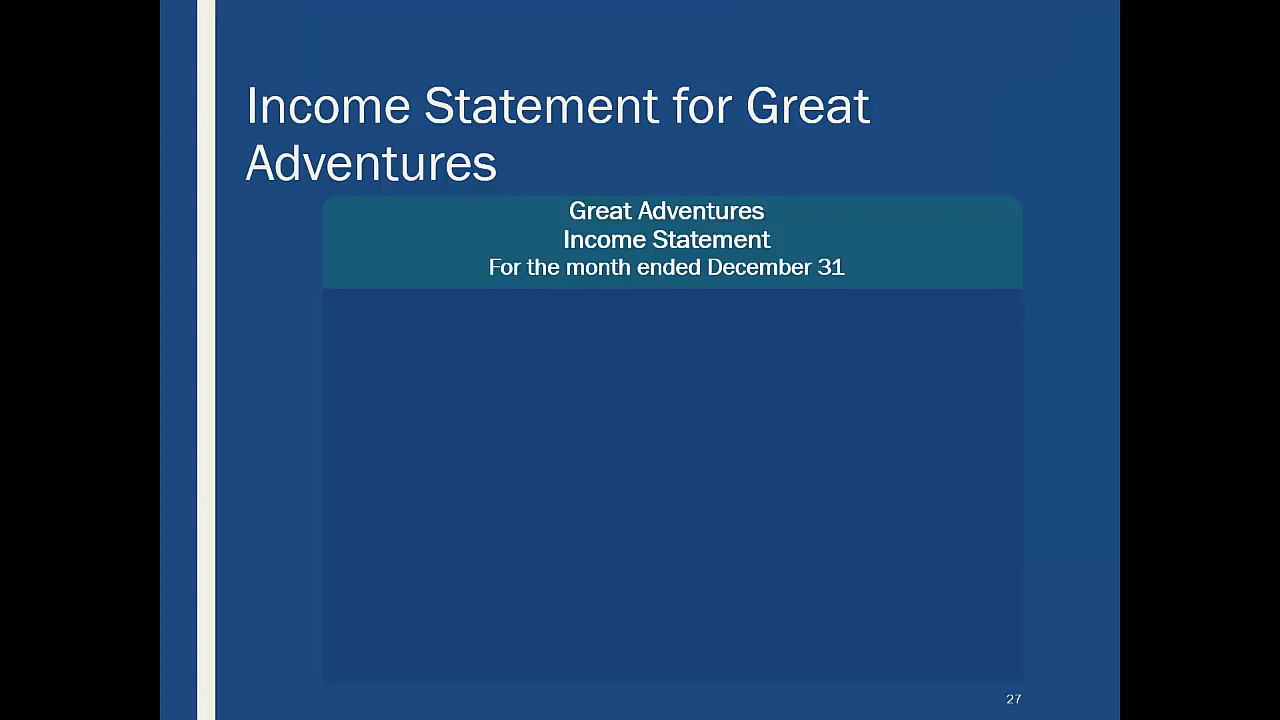 Income Statement for Great
Adventures
Great Adventures
Income Statement
For the month ended December 31
27